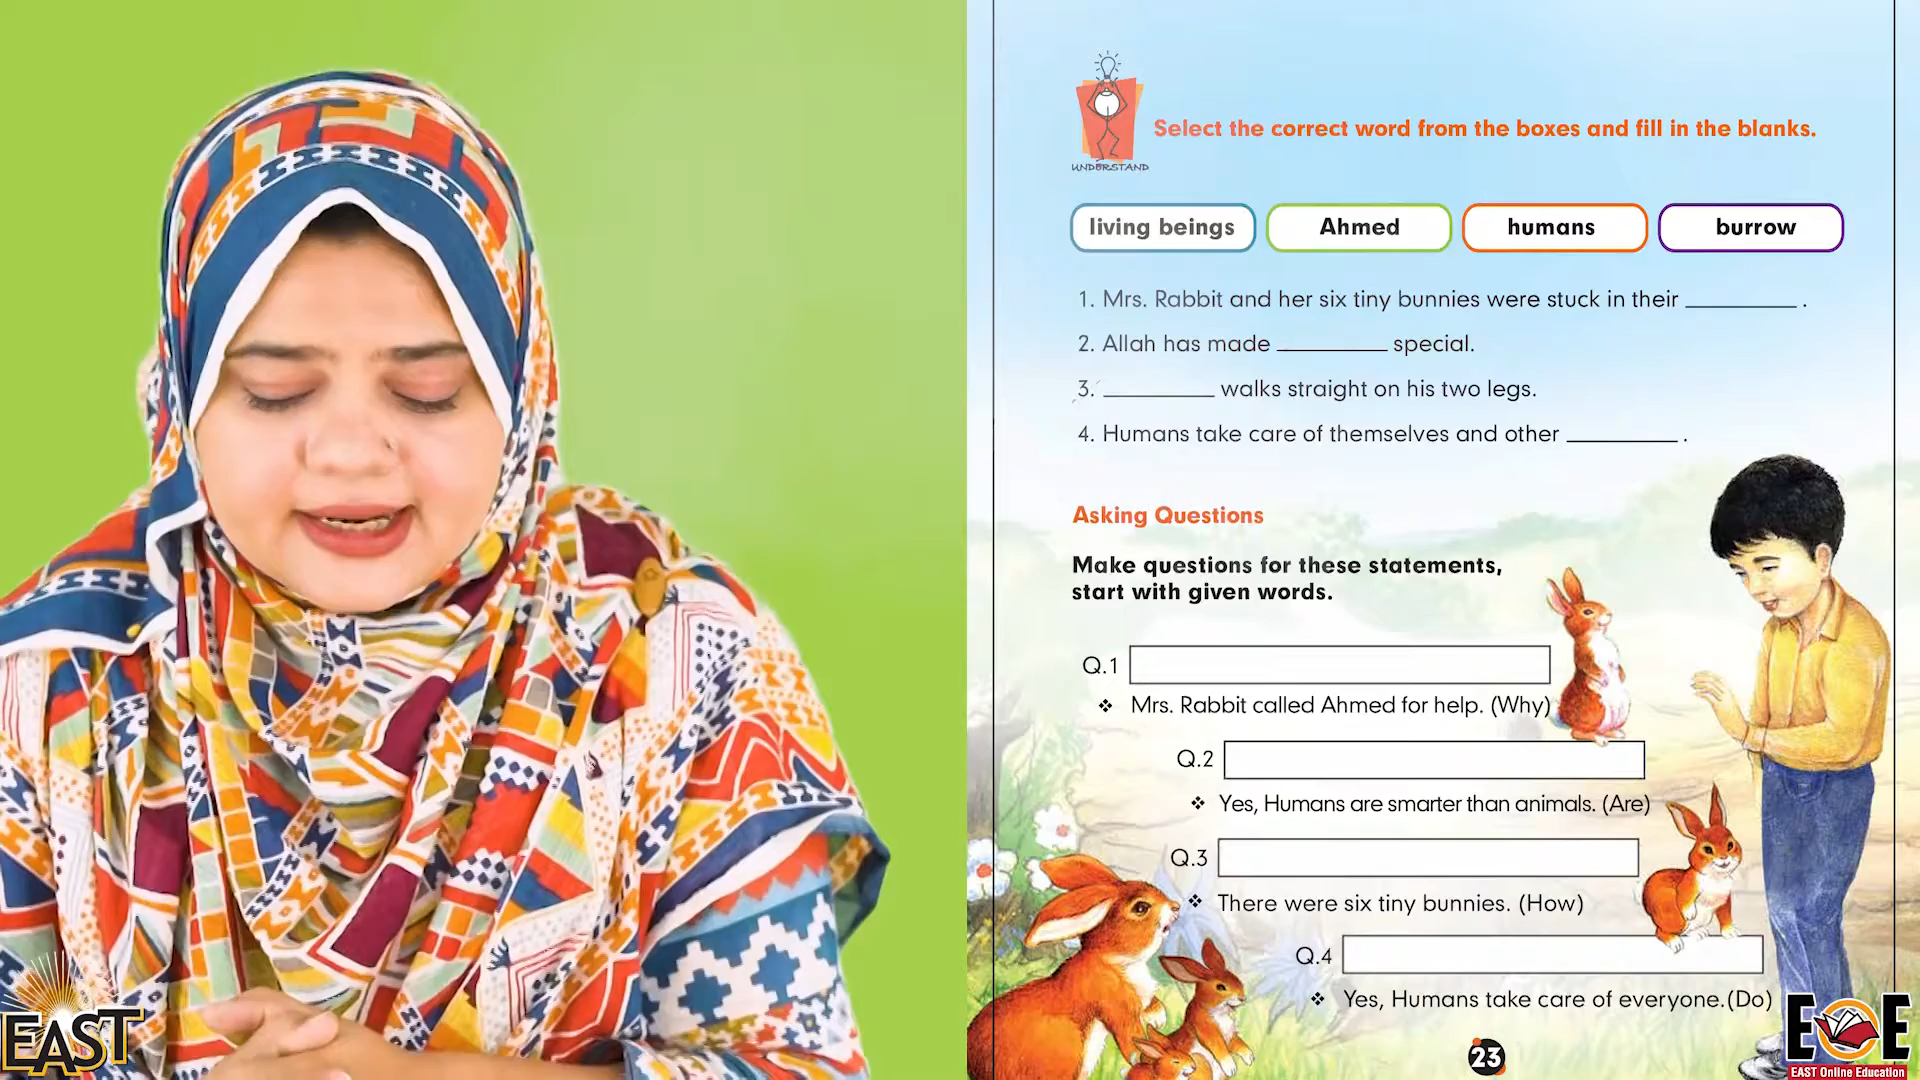 UNDERSTAND
Select the correct word from the boxes and fill in the blanks.
living beings
Ahmed
humans
burrow
1. Mrs. Rabbit and her six tiny bunnies were stuck in their __________ .
2. Allah has made __________ special.
3. __________ walks straight on his two legs.
4. Humans take care of themselves and other __________ .
Asking Questions
Make questions for these statements,
start with given words.
Q.1
❖ Mrs. Rabbit called Ahmed for help. (Why)
Q.2
❖ Yes, Humans are smarter than animals. (Are)
Q.3
❖ There were six tiny bunnies. (How)
Q.4
❖ Yes, Humans take care of everyone.(Do)
23
EAST
EOE
EAST Online Education